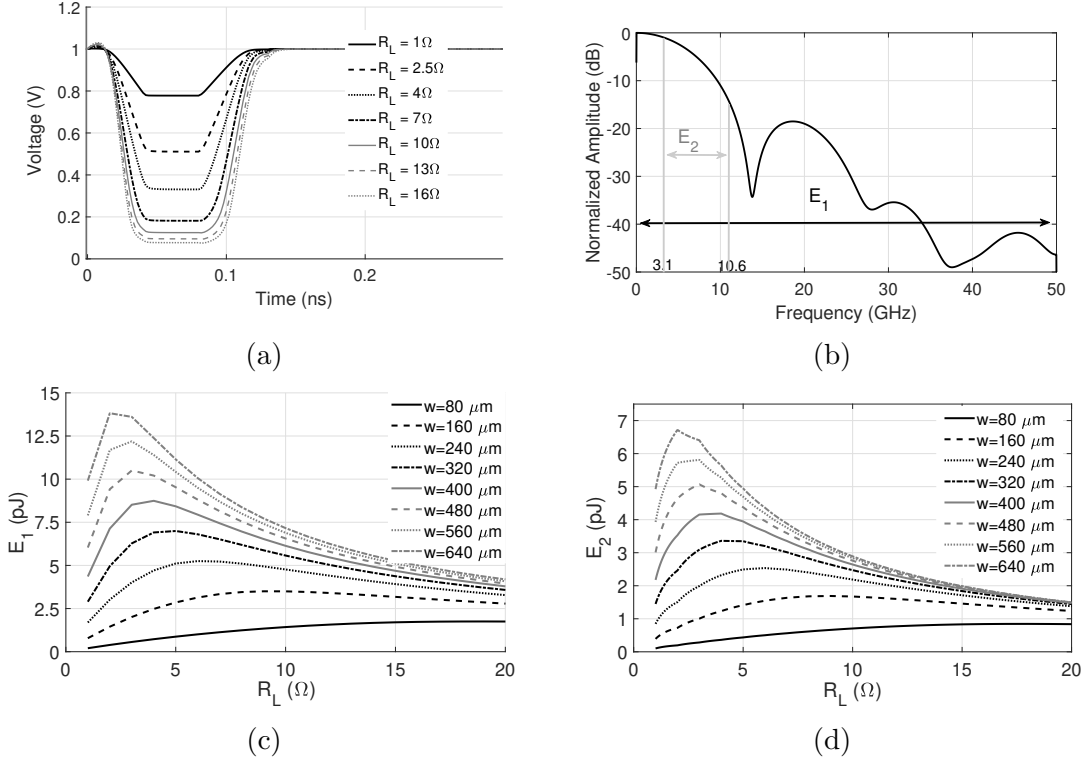 1.2
1
0.8
0.6
0.4
0.2
0
Voltage (V)
0
0.1
0.2
Time (ns)
R_L = 1Ω
R_L = 2.5Ω
R_L = 4Ω
R_L = 7Ω
R_L = 10Ω
R_L = 13Ω
R_L = 16Ω
(a)
0
-10
-20
-30
-40
-50
Normalized Amplitude (dB)
E_2
E_1
3.1
10.6
0
10
20
30
40
50
Frequency (GHz)
(b)
15
12.5
10
7.5
5
2.5
0
E_1 (pJ)
w=80 μm
w=160 μm
w=240 μm
w=320 μm
w=400 μm
w=480 μm
w=560 μm
w=640 μm
0
5
10
15
20
R_L (Ω)
(c)
7
6
5
4
3
2
1
0
E_2 (pJ)
w=80 μm
w=160 μm
w=240 μm
w=320 μm
w=400 μm
w=480 μm
w=560 μm
w=640 μm
0
5
10
15
20
R_L (Ω)
(d)